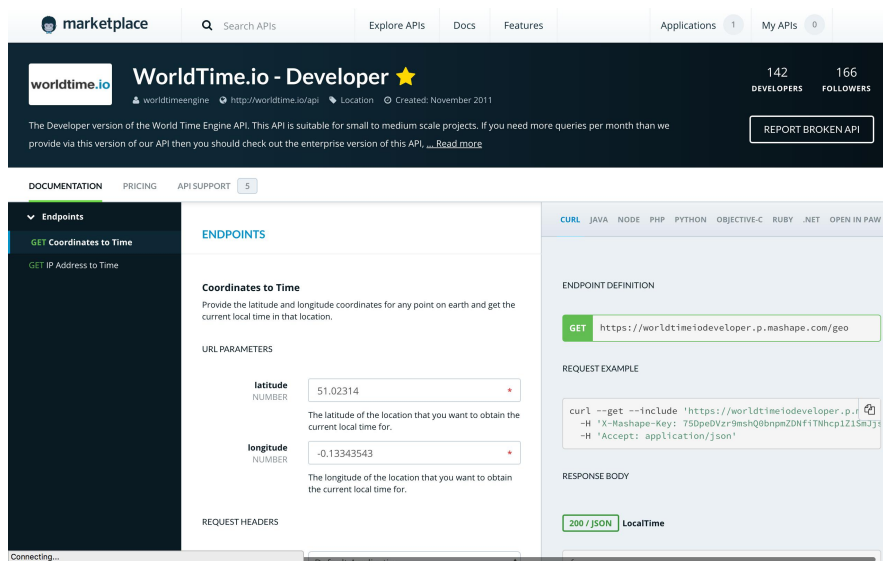 marketplace
Search APIs
Explore APIs
Docs
Features
Applications 1
My APIs 0
worldtime.io
WorldTime.io - Developer
worldtimeengine http://worldtime.io/api Location Created: November 2011
142 DEVELOPERS
166 FOLLOWERS
The Developer version of the World Time Engine API. This API is suitable for small to medium scale projects. If you need more queries per month than we
provide via this version of our API then you should check out the enterprise version of this API, ... Read more
REPORT BROKEN API
DOCUMENTATION
PRICING
API SUPPORT 5
Endpoints
GET Coordinates to Time
GET IP Address to Time
ENDPOINTS
Coordinates to Time
Provide the latitude and longitude coordinates for any point on earth and get the
current local time in that location.
URL PARAMETERS
latitude
NUMBER
51.02314 *
The latitude of the location that you want to obtain the
current local time for.
longitude
NUMBER
-0.13343543 *
The longitude of the location that you want to obtain
the current local time for.
REQUEST HEADERS
CURL JAVA NODE PHP PYTHON OBJECTIVE-C RUBY .NET OPEN IN PAW
ENDPOINT DEFINITION
GET https://worldtimeiodeveloper.p.mashape.com/geo
REQUEST EXAMPLE
curl --get --include 'https://worldtimeiodeveloper.p.
-H 'X-Mashape-Key:
-H 'Accept: application/json'
RESPONSE BODY
200 / JSON LocalTime
Connecting...